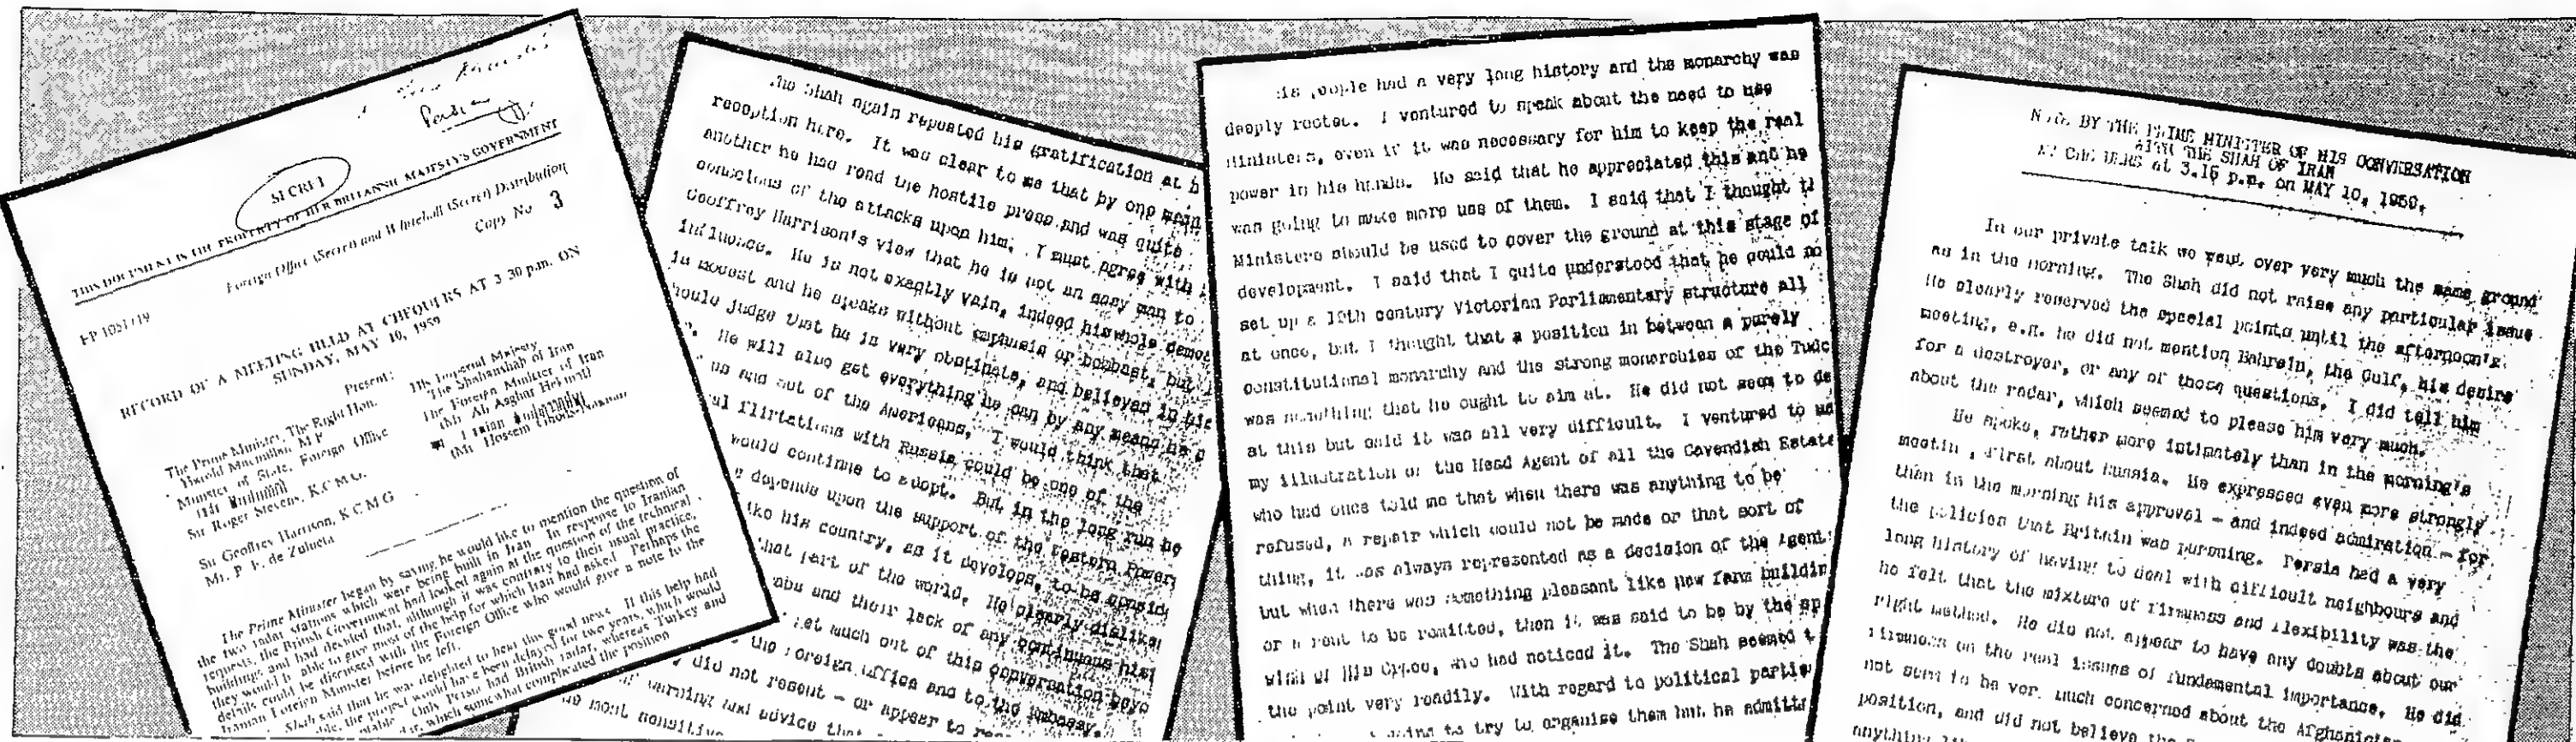 Persia
SECRET
THIS DOCUMENT IS THE PROPERTY OF HER BRITANNIC MAJESTY'S GOVERNMENT
Foreign Office (Secret) and Whitehall (Secret) Distribution
Copy No 3
RECORD OF A MEETING HELD AT CHEQUERS AT 3 30 p.m. ON
SUNDAY, MAY 10, 1959
Present:
The Prime Minister, The Right Hon.
Harold Macmillan, M P
Minister of State, Foreign Office
Sir Roger Stevens, K.C.M.G.
Sir Geoffrey Harrison, K C M G
Mr. P. F. de Zulueta
His Imperial Majesty
The Shahanshah of Iran
The Foreign Minister of Iran
(Mr Ali Asghar Hekmat)
The Prime Minister began by saying he would like to mention the question of
the two radar stations which were being built in Iran In response to Iranian
requests, the British Government had looked again at the question of the technical
buildings and had decided that, although it was contrary to their usual practice,
they would be able to give most of the help for which Iran had asked. Perhaps the
details could be discussed with the Foreign Office who would give a note to the
Iranian Foreign Minister before he left.
Shah said that he was delighted to hear this good news. If this help had
the project would have been delayed for two years, which would
Only Persia had British radar, whereas Turkey and
which somewhat complicated the position
The Shah again repeated his gratification at h
reception here. It was clear to me that by one mean
another he had read the hostile press and was quite
conscious of the attacks upon him. I must agree with
Geoffrey Harrison's view that he is not an easy man to
influence. He is not exactly vain, indeed his whole demea
is modest and he speaks without emphasis or bombast, but
would judge that he is very obstinate, and believed in his
He will also get everything he can by any means he c
us and out of the Americans. I would think that
ul flirtations with Russia could be one of the
would continue to adopt. But in the long run he
depends upon the support of the Western Power
ke his country, as it develops, to be consid
that part of the world. He clearly dislike
abs and their lack of any continuous hist
et much out of this conversation beyo
the Foreign Office and to the Embassy.
did not resent - or appear to res
warning and advice that
most sensitive
is people had a very long history and the monarchy was
deeply rooted. I ventured to speak about the need to use
Ministers, even if it was necessary for him to keep the real
power in his hands. He said that he appreciated this and he
was going to make more use of them. I said that I thought th
Ministers should be used to cover the ground at this stage of
development. I said that I quite understood that he could no
set up a 19th century Victorian Parliamentary structure all
at once, but I thought that a position in between a purely
constitutional monarchy and the strong monarchies of the Tudo
was something that he ought to aim at. He did not seem to de
at this but said it was all very difficult. I ventured to us
my illustration of the Head Agent of all the Cavendish Estate
who had once told me that when there was anything to be
refused, a repair which could not be made or that sort of
thing, it was always represented as a decision of the Agent
but when there was something pleasant like new farm buildin
or a rent to be remitted, then it was said to be by the sp
wish of His Grace, who had noticed it. The Shah seemed t
the point very readily. With regard to political partie
going to try to organise them but he admitte
NOTE BY THE PRIME MINISTER OF HIS CONVERSATION
WITH THE SHAH OF IRAN
AT CHEQUERS at 3.15 p.m. on MAY 10, 1959.
In our private talk we went over very much the same ground
as in the morning. The Shah did not raise any particular issue
He clearly reserved the special points until the afternoon's
meeting, e.g. he did not mention Bahrein, the Gulf, his desire
for a destroyer, or any of those questions. I did tell him
about the radar, which seemed to please him very much.
He spoke, rather more intimately than in the morning's
meeting, first about Russia. He expressed even more strongly
than in the morning his approval - and indeed admiration - for
the policies that Britain was pursuing. Persia had a very
long history of having to deal with difficult neighbours and
he felt that the mixture of firmness and flexibility was the
right method. He did not appear to have any doubts about our
firmness on the real issues of fundamental importance. He did
not seem to be very much concerned about the Afghanistan
position, and did not believe the
anything